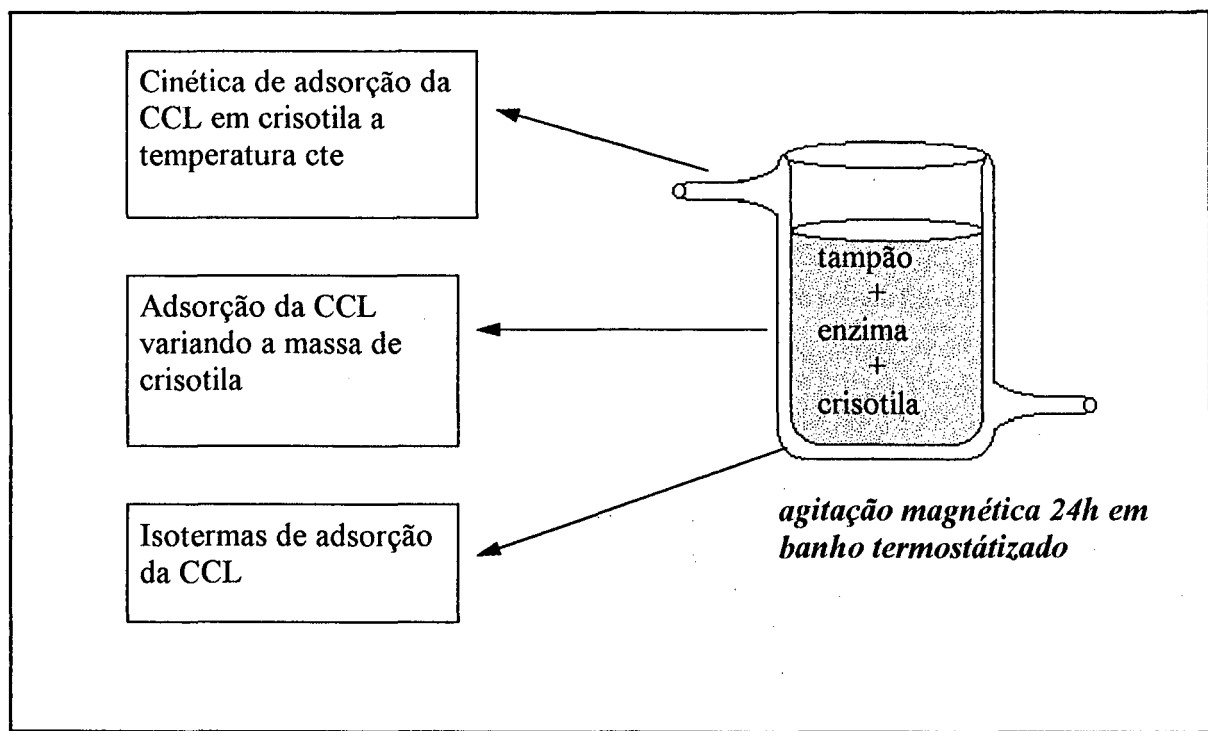 Cinética de adsorção da
CCL em crisotila a
temperatura cte
Adsorção da CCL
variando a massa de
crisotila
Isotermas de adsorção
da CCL
tampão
+
enzima
+
crisotila
agitação magnética 24h em
banho termostátizado